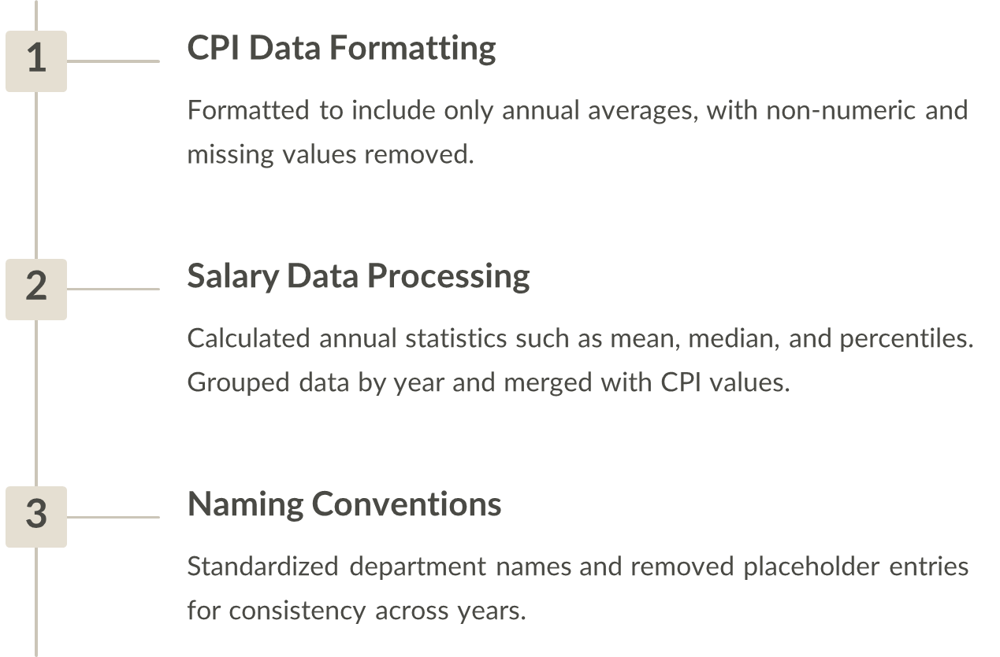 1
CPI Data Formatting
Formatted to include only annual averages, with non-numeric and
missing values removed.
2
Salary Data Processing
Calculated annual statistics such as mean, median, and percentiles.
Grouped data by year and merged with CPI values.
3
Naming Conventions
Standardized department names and removed placeholder entries
for consistency across years.